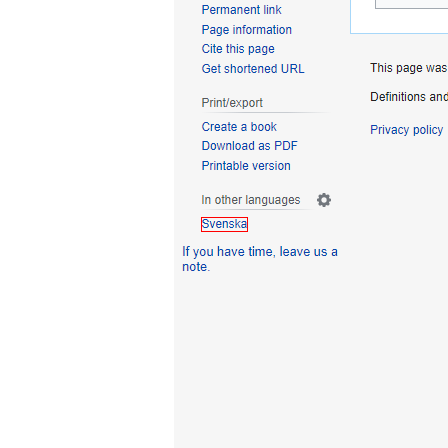 Permanent link
Page information
Cite this page
Get shortened URL
Print/export
Create a book
Download as PDF
Printable version
In other languages
Svenska
If you have time, leave us a
note.
This page was
Definitions and
Privacy policy